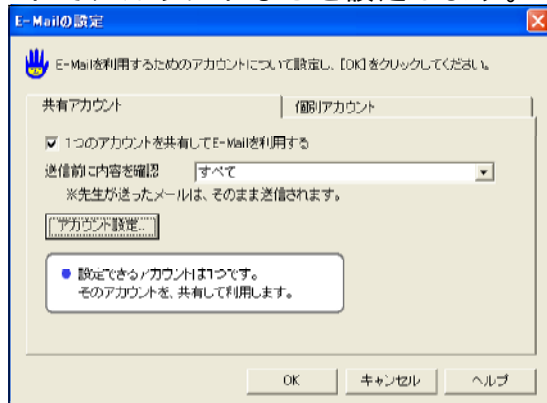 を設定します。
E-Mailの設定
E-Mailを利用するためのアカウントについて設定し、[OK]をクリックしてください。
共有アカウント
個別アカウント
1つのアカウントを共有してE-Mailを利用する
送信前に内容を確認
すべて
※先生が送ったメールは、そのまま送信されます。
アカウント設定...
● 設定できるアカウントは1つです。
そのアカウントを、共有して利用します。
OK
キャンセル
ヘルプ